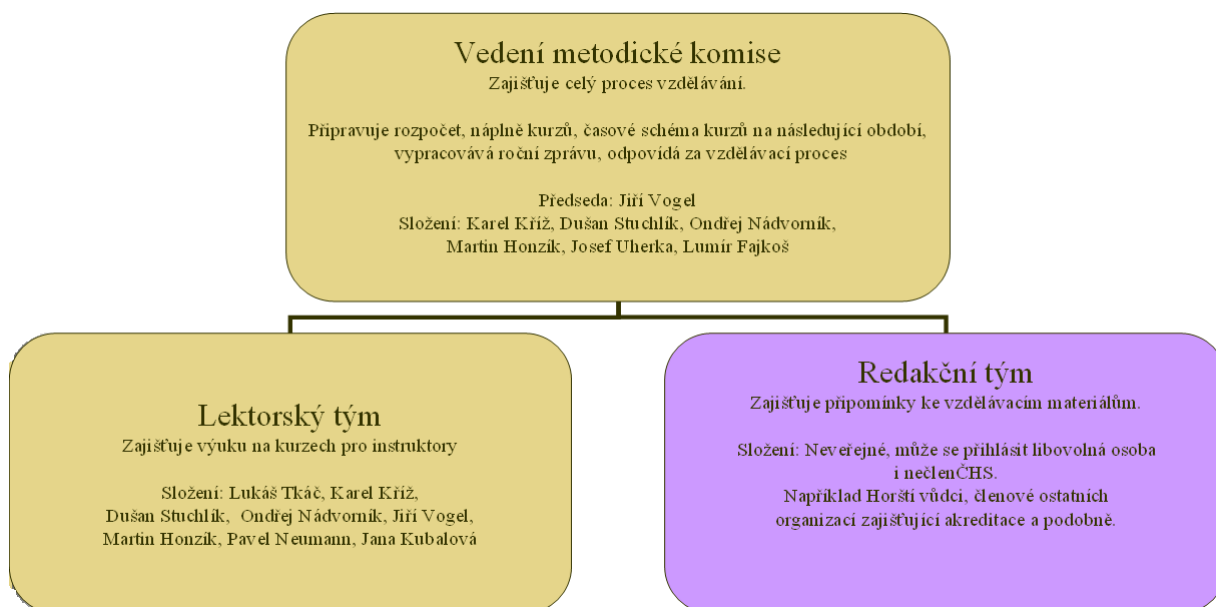 Vedení metodické komise
Zajišťuje celý proces vzdělávání.
Připravuje rozpočet, náplně kurzů, časové schéma kurzů na následující období,
vypracovává roční zprávu, odpovídá za vzdělávací proces
Předseda: Jiří Vogel
Složení: Karel Kříž, Dušan Stuchlík, Ondřej Nádvorník,
Martin Honzík, Josef Uherka, Lumír Fajkoš
Lektorský tým
Zajišťuje výuku na kurzech pro instruktory
Složení: Lukáš Tkáč, Karel Kříž,
Dušan Stuchlík, Ondřej Nádvorník, Jiří Vogel,
Martin Honzík, Pavel Neumann, Jana Kubalová
Redakční tým
Zajišťuje připomínky ke vzdělávacím materiálům.
Složení: Neveřejné, může se přihlásit libovolná osoba
i nečlenČHS.
Například Horští vůdci, členové ostatních
organizací zajišťující akreditace a podobně.